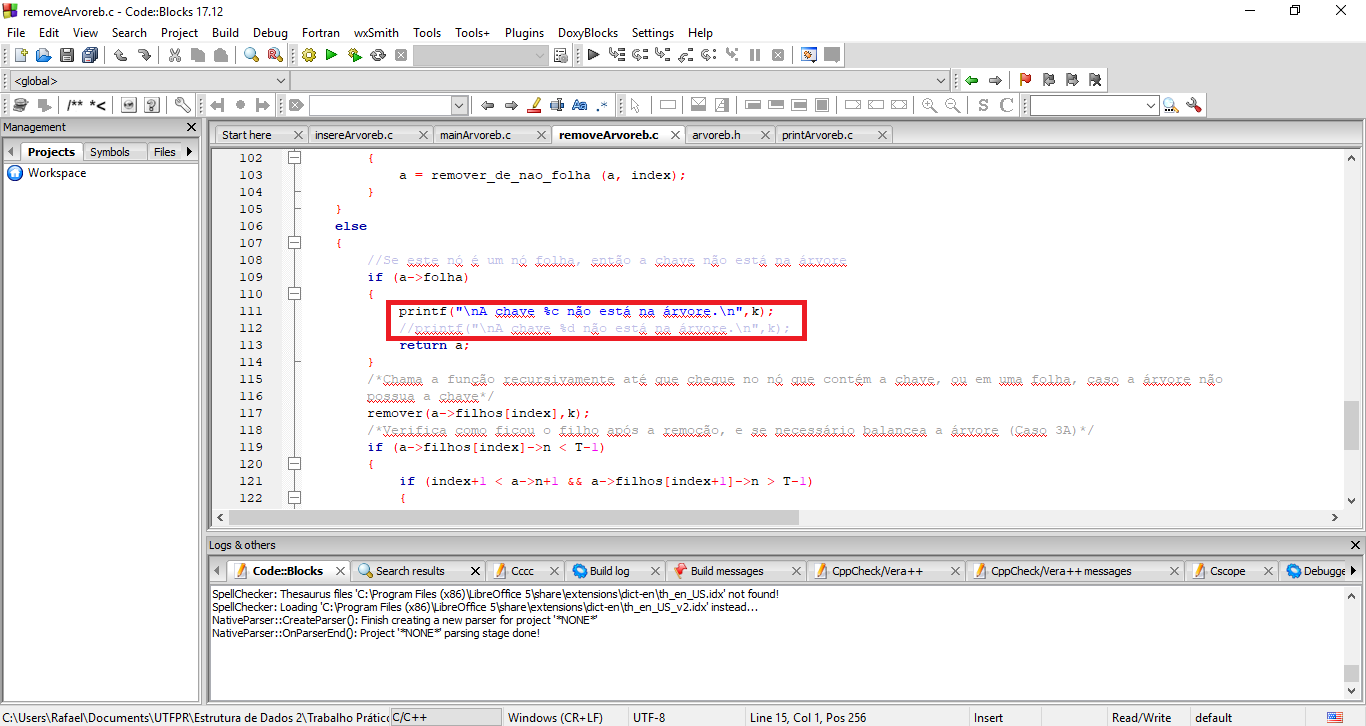 removeArvoreb.c - Code::Blocks 17.12
File Edit View Search Project Build Debug Fortran wxSmith Tools Tools+ Plugins DoxyBlocks Settings Help
<global>
/** *<
Aa .*
S C
Management
Projects Symbols Files
Workspace
Start here insereArvoreb.c mainArvoreb.c removeArvoreb.c arvoreb.h printArvoreb.c
102 {
103 a = remover_de_nao_folha (a, index);
104 }
105 }
106 else
107 {
108 //Se este nó é um nó folha, então a chave não está na árvore
109 if (a->folha)
110 {
111 printf("\nA chave %c não está na árvore.\n",k);
112 //printf("\nA chave %d não está na árvore.\n",k);
113 return a;
114 }
115 /*Chama a função recursivamente até que chegue no nó que contém a chave, ou em uma folha, caso a árvore não
116 possua a chave*/
117 remover(a->filhos[index],k);
118 /*Verifica como ficou o filho após a remoção, e se necessário balancea a árvore (Caso 3A)*/
119 if (a->filhos[index]->n < T-1)
120 {
121 if (index+1 < a->n+1 && a->filhos[index+1]->n > T-1)
122 {
Logs & others
Code::Blocks Search results Cccc Build log Build messages CppCheck/Vera++ CppCheck/Vera++ messages Cscope Debugge
SpellChecker: Thesaurus files 'C:\Program Files (x86)\LibreOffice 5\share\extensions\dict-en\th_en_US.idx' not found!
SpellChecker: Loading 'C:\Program Files (x86)\LibreOffice 5\share\extensions\dict-en\th_en_US_v2.idx' instead...
NativeParser::CreateParser(): Finish creating a new parser for project '*NONE*'
NativeParser::OnParserEnd(): Project '*NONE*' parsing stage done!
C:\Users\Rafael\Documents\UTFPR\Estrutura de Dados 2\Trabalho Prátic C/C++ Windows (CR+LF) UTF-8 Line 15, Col 1, Pos 256 Insert Read/Write default